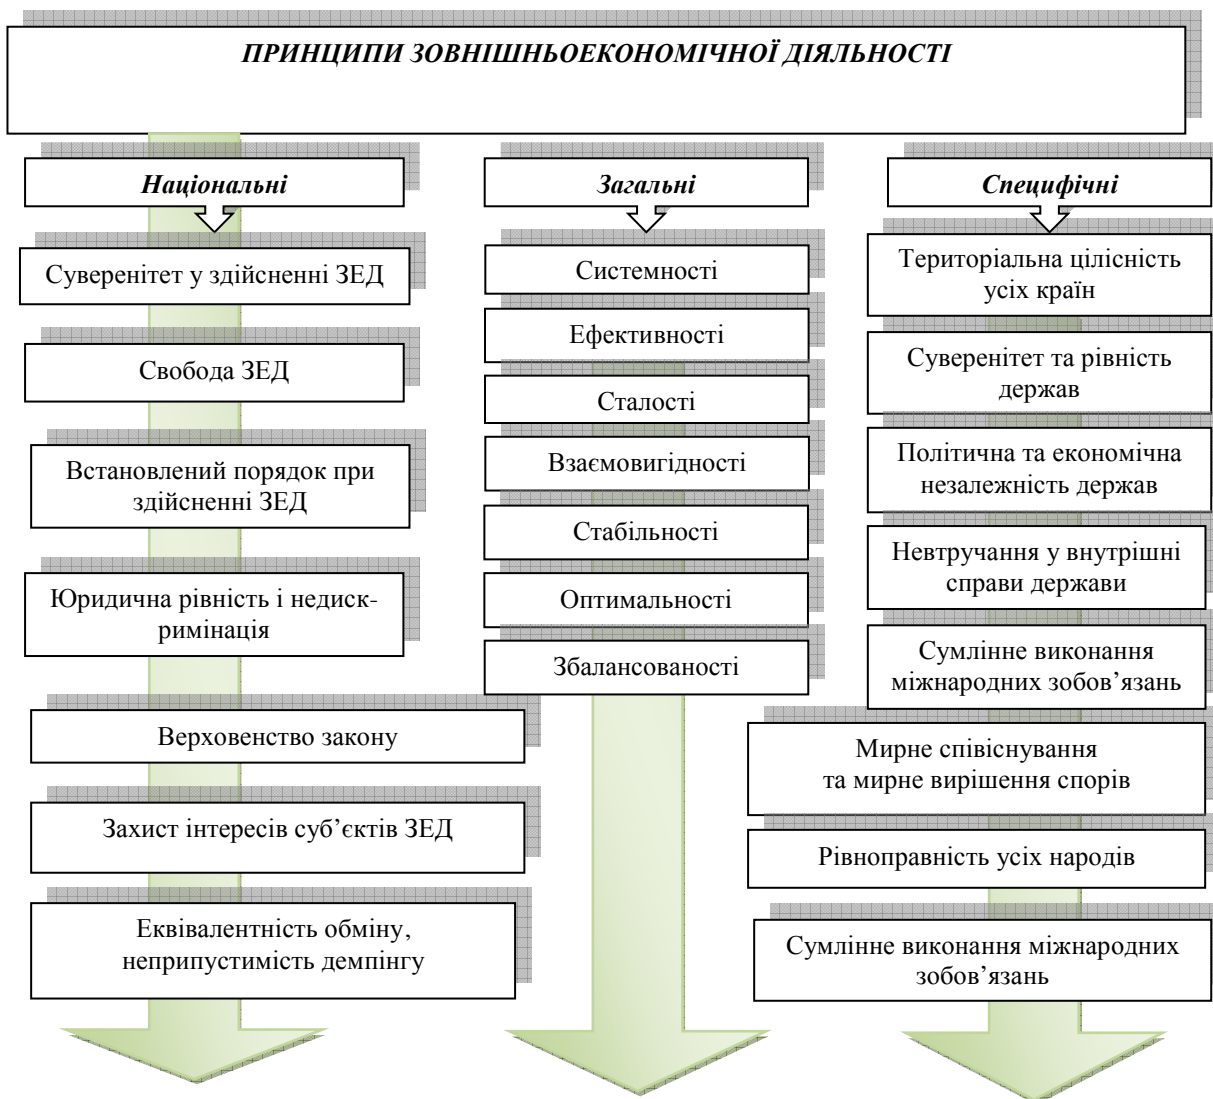 ПРИНЦИПИ ЗОВНІШНЬОЕКОНОМІЧНОЇ ДІЯЛЬНОСТІ
Національні
Суверенітет у здійсненні ЗЕД
Свобода ЗЕД
Встановлений порядок при
здійсненні ЗЕД
Юридична рівність і недиск-
римінація
Верховенство закону
Захист інтересів суб’єктів ЗЕД
Еквівалентність обміну,
неприпустимість демпінгу
Загальні
Системності
Ефективності
Сталості
Взаємовигідності
Стабільності
Оптимальності
Збалансованості
Специфічні
Територіальна цілісність
усіх країн
Суверенітет та рівність
держав
Політична та економічна
незалежність держав
Невтручання у внутрішні
справи держави
Сумлінне виконання
міжнародних зобов’язань
Мирне співіснування
та мирне вирішення спорів
Рівноправність усіх народів
Сумлінне виконання міжнародних
зобов’язань